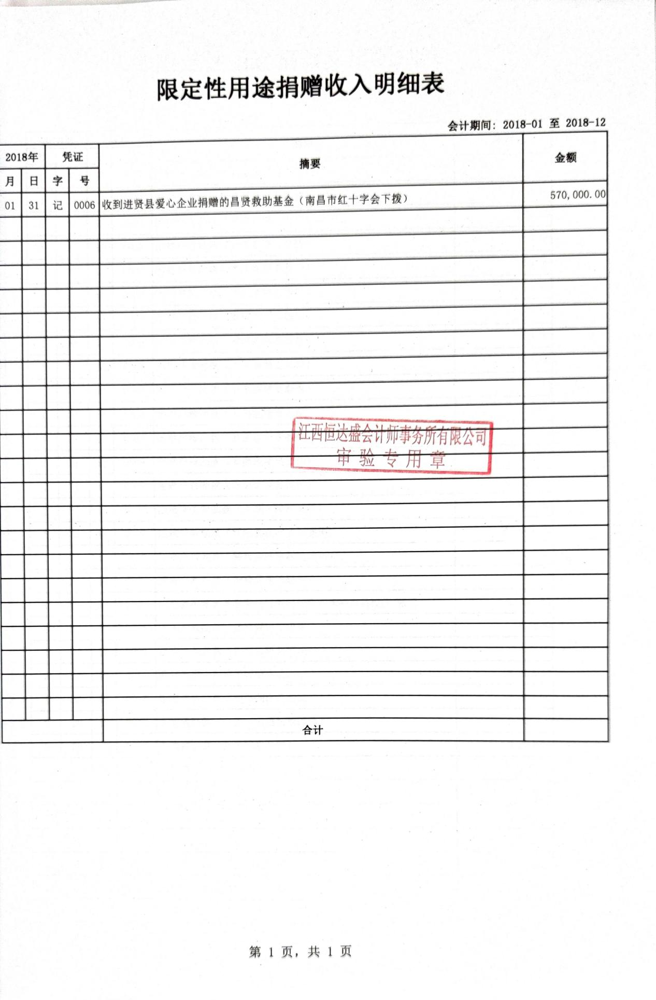 限定性用途捐赠收入明细表
会计期间: 2018-01 至 2018-12
2018年 凭证 摘要 金额
月 日 字 号
01 31 记 0006 收到进贤县爱心企业捐赠的昌贤救助基金（南昌市红十字会下拨） 570,000.00
江西恒达盛会计师事务所有限公司
审验专用章
合计
第 1 页, 共 1 页